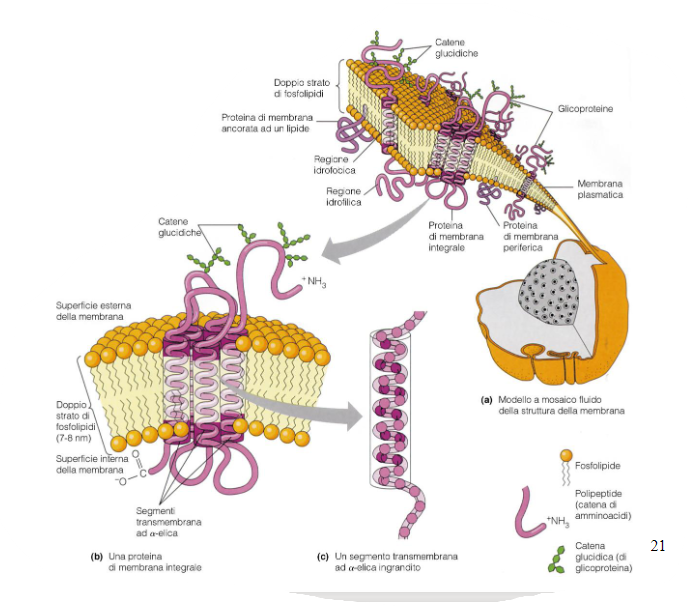 Catene
glucidiche
Doppio strato
di fosfolipidi
Proteina di membrana
ancorata ad un lipide
Glicoproteine
Regione
idrofocica
Regione
idrofilica
Membrana
plasmatica
Proteina
di membrana
integrale
Proteina
di membrana
periferica
Catene
glucidiche
+NH3
Superficie esterna
della membrana
Doppio
strato di
fosfolipidi
(7-8 nm)
Superficie interna
della membrana
O
C
-O
Segmenti
transmembrana
ad α-elica
(a) Modello a mosaico fluido
della struttura della membrana
Fosfolipide
Polipeptide
(catena di
amminoacidi)
+NH3
Catena
glucidica (di
glicoproteina)
21
(b) Una proteina
di membrana integrale
(c) Un segmento transmembrana
ad α-elica ingrandito